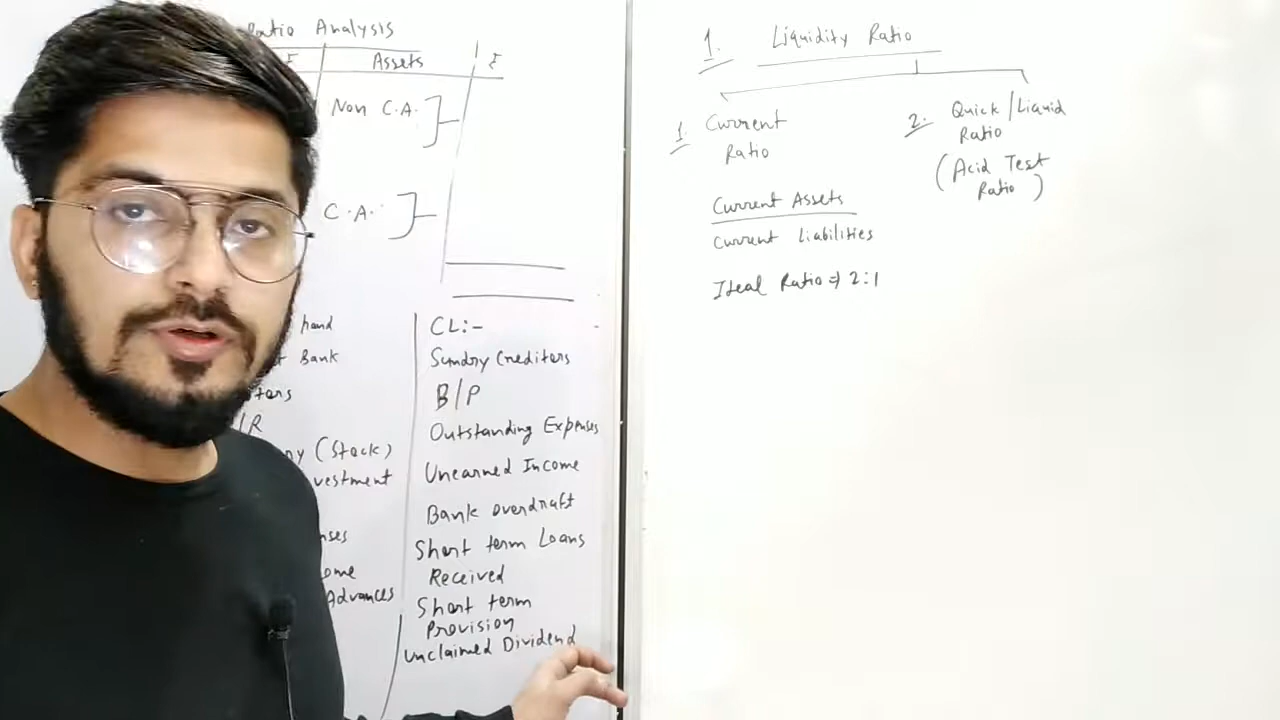 Ratio Analysis
₹
Assets
₹
Non C.A.
C.A.
hand
Bank
/R
(Stock)
Advances
CL:-
Sundry Creditors
B/P
Outstanding Expenses
Unearned Income
Bank overdraft
Short term Loans
Received
Short term
Provision
Unclaimed Dividend
1. Liquidity Ratio
1. Current
Ratio
Current Assets
Current Liabilities
Ideal Ratio ⇒ 2:1
2. Quick/Liquid
Ratio
(Acid Test
Ratio)